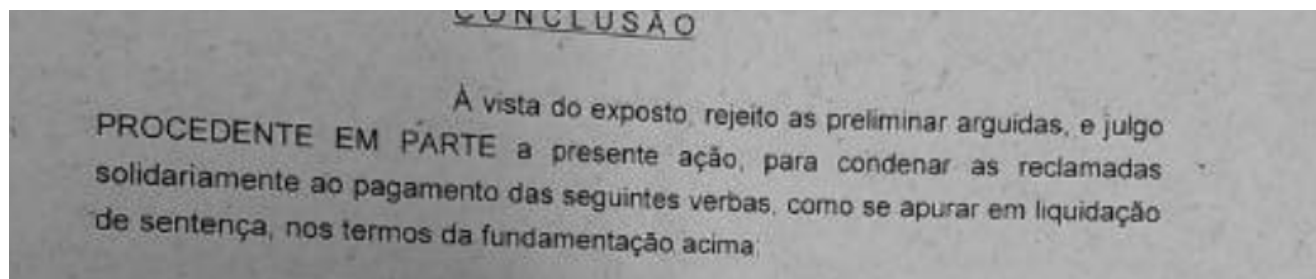 CONCLUSÃO
À vista do exposto, rejeito as preliminar arguidas, e julgo
PROCEDENTE EM PARTE a presente ação, para condenar as reclamadas
solidariamente ao pagamento das seguintes verbas, como se apurar em liquidação
de sentença, nos termos da fundamentação acima: